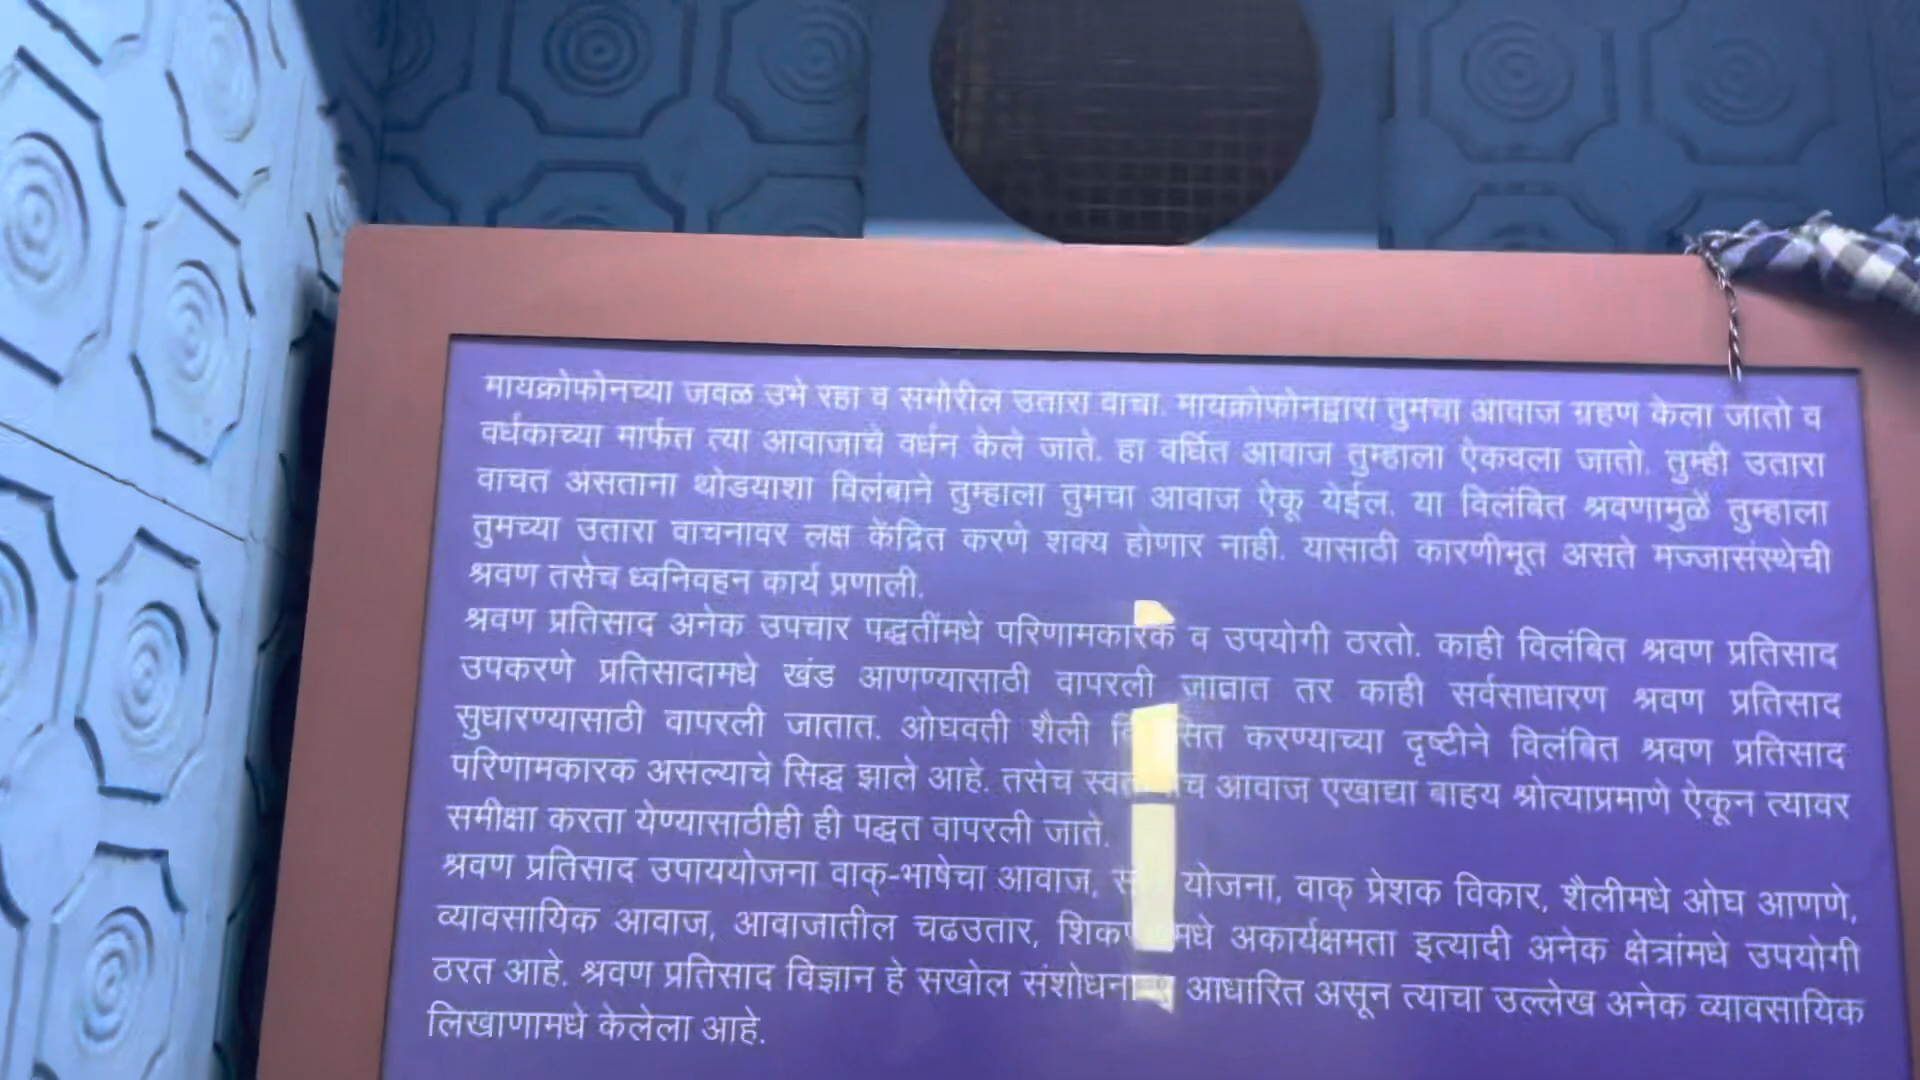 मायक्रोफोनच्या जवळ उभे रहा व समोरील उतारा वाचा. मायक्रोफोनद्वारा तुमचा आवाज ग्रहण केला जातो व
वर्धकाच्या मार्फत त्या आवाजाचे वर्धन केले जाते. हा वर्धित आवाज तुम्हाला ऐकवला जातो. तुम्ही उतारा
वाचत असताना थोडयाशा विलंबाने तुम्हाला तुमचा आवाज ऐकू येईल. या विलंबित श्रवणामुळें तुम्हाला
तुमच्या उतारा वाचनावर लक्ष केंद्रित करणे शक्य होणार नाही. यासाठी कारणीभूत असते मज्जासंस्थेची
श्रवण तसेच ध्वनिवहन कार्य प्रणाली.
श्रवण प्रतिसाद अनेक उपचार पद्धतींमधे परिणामकारक व उपयोगी ठरतो. काही विलंबित श्रवण प्रतिसाद
उपकरणे प्रतिसादामधे खंड आणण्यासाठी वापरली जातात तर काही सर्वसाधारण श्रवण प्रतिसाद
सुधारण्यासाठी वापरली जातात. ओघवती शैली करण्याच्या दृष्टीने विलंबित श्रवण प्रतिसाद
परिणामकारक असल्याचे सिद्ध झाले आहे. तसेच आवाज एखाद्या बाहय श्रोत्याप्रमाणे ऐकून त्यावर
समीक्षा करता येण्यासाठीही ही पद्धत वापरली जाते.
श्रवण प्रतिसाद उपाययोजना वाक्-भाषेचा आवाज, योजना, वाक् प्रेशक विकार, शैलीमधे ओघ आणणे,
व्यावसायिक आवाज, आवाजातील चढउतार, अकार्यक्षमता इत्यादी अनेक क्षेत्रांमधे उपयोगी
ठरत आहे. श्रवण प्रतिसाद विज्ञान हे सखोल आधारित असून त्याचा उल्लेख अनेक व्यावसायिक
लिखाणामधे केलेला आहे.